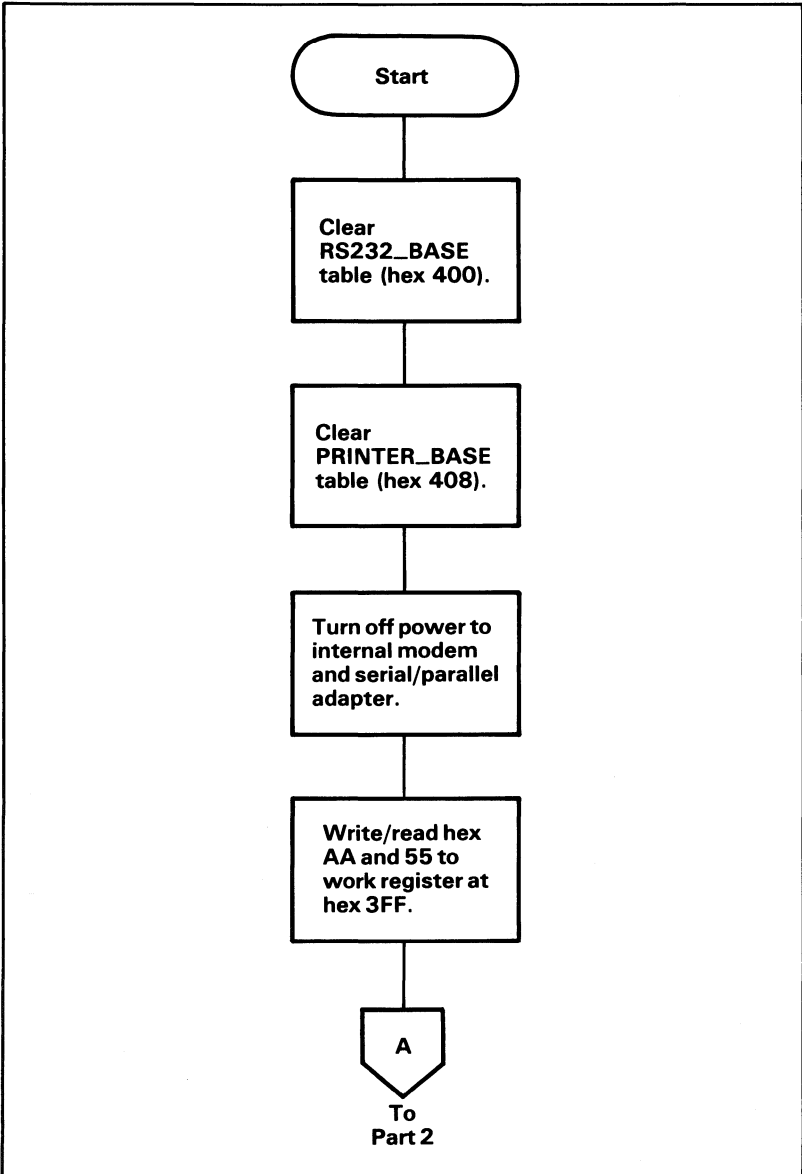 Start
Clear
RS232_BASE
table (hex 400).
Clear
PRINTER_BASE
table (hex 408).
Turn off power to
internal modem
and serial/parallel
adapter.
Write/read hex
AA and 55 to
work register at
hex 3FF.
A
To
Part 2